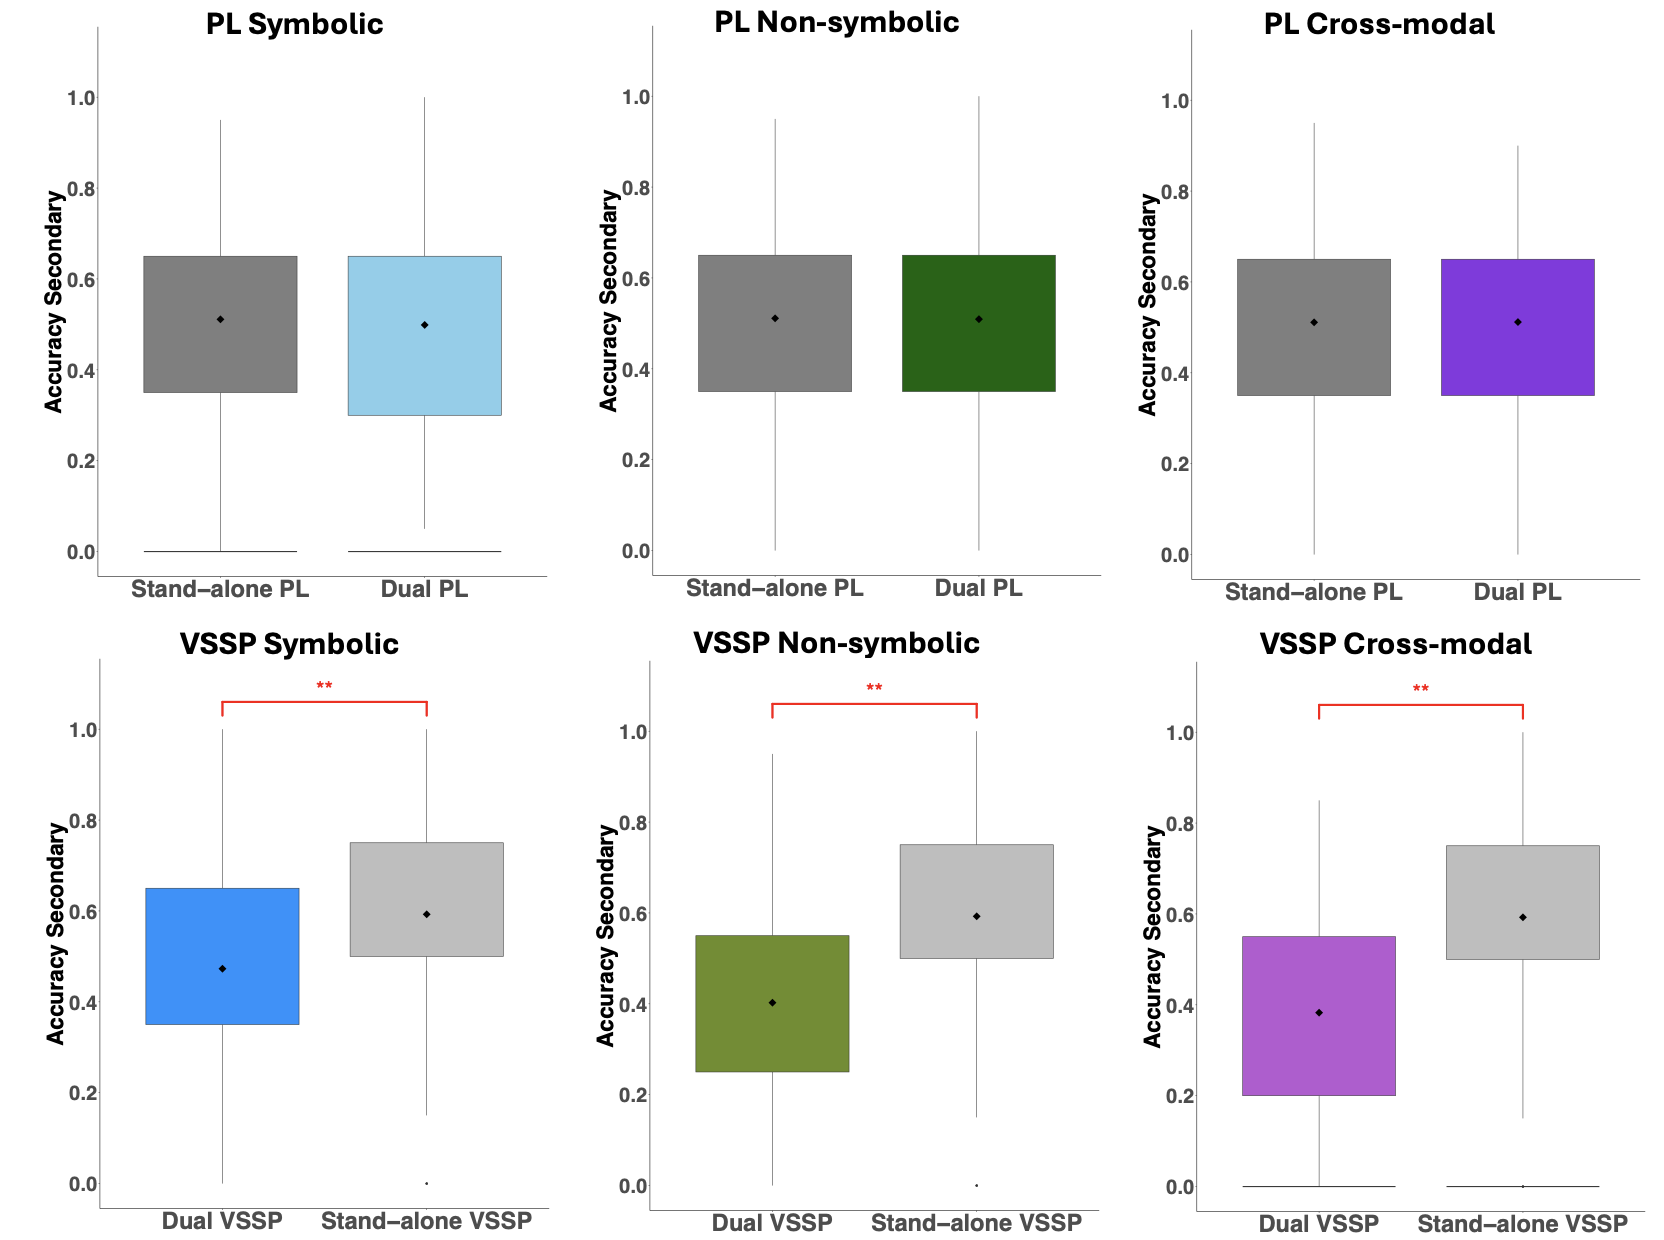 PL Symbolic
PL Non-symbolic
PL Cross-modal
Accuracy Secondary
1.0
0.8
0.6
0.4
0.2
0.0
Stand–alone PL
Dual PL
Accuracy Secondary
1.0
0.8
0.6
0.4
0.2
0.0
Stand–alone PL
Dual PL
Accuracy Secondary
1.0
0.8
0.6
0.4
0.2
0.0
Stand–alone PL
Dual PL
VSSP Symbolic
VSSP Non-symbolic
VSSP Cross-modal
**
Accuracy Secondary
1.0
0.8
0.6
0.4
0.2
0.0
Dual VSSP
Stand–alone VSSP
**
Accuracy Secondary
1.0
0.8
0.6
0.4
0.2
0.0
Dual VSSP
Stand–alone VSSP
**
Accuracy Secondary
1.0
0.8
0.6
0.4
0.2
0.0
Dual VSSP
Stand–alone VSSP